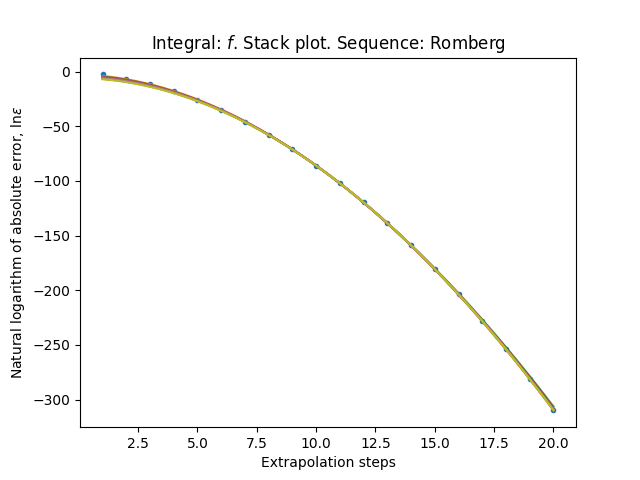 Integral: f. Stack plot. Sequence: Romberg
Natural logarithm of absolute error, lnε
0
−50
−100
−150
−200
−250
−300
2.5 5.0 7.5 10.0 12.5 15.0 17.5 20.0
Extrapolation steps